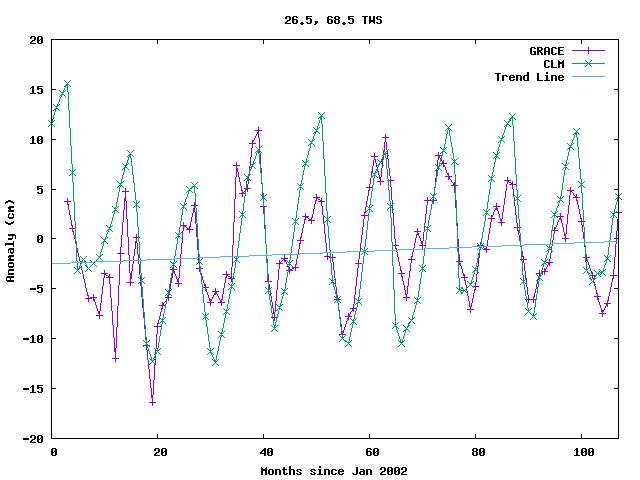 26.5, 68.5 TWS
GRACE
CLM
Trend Line
Anomaly (cm)
20
15
10
5
0
-5
-10
-15
-20
0 20 40 60 80 100
Months since Jan 2002